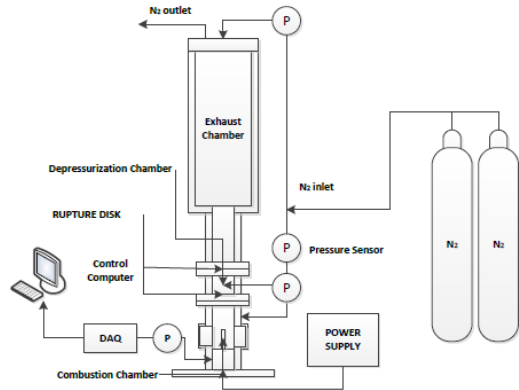 N₂ outlet
P
Exhaust
Chamber
Depressurization Chamber
N₂ inlet
RUPTURE DISK
N₂
N₂
P
Pressure Sensor
Control
Computer
P
POWER
SUPPLY
DAQ
P
Combustion Chamber